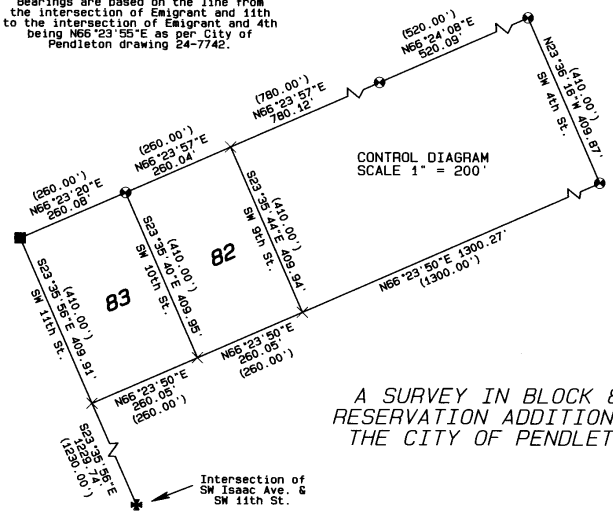 Bearings are based on the line from
the intersection of Emigrant and 11th
to the intersection of Emigrant and 4th
being N66°23'55"E as per City of
Pendleton drawing 24-7742.
(520.00')
N66°24'08"E
520.09'
(780.00')
N66°23'57"E
780.12'
(260.00')
N66°23'57"E
260.04'
(260.00')
N66°23'20"E
260.08'
N23°36'16"W 409.87'
(410.00')
SW 4th St.
CONTROL DIAGRAM
SCALE 1" = 200'
S23°35'44"E 409.94'
(410.00')
SW 9th St.
82
S23°35'40"E 409.95'
(410.00')
SW 10th St.
83
S23°35'56"E 409.91'
(410.00')
SW 11th St.
N66°23'50"E 1300.27'
(1300.00')
N66°23'50"E
260.05'
(260.00')
N66°23'50"E
260.05'
(260.00')
S23°35'56"E
1229.74'
(1230.00')
A SURVEY IN BLOCK
RESERVATION ADDITION
THE CITY OF PENDLET
Intersection of
SW Isaac Ave. &
SW 11th St.